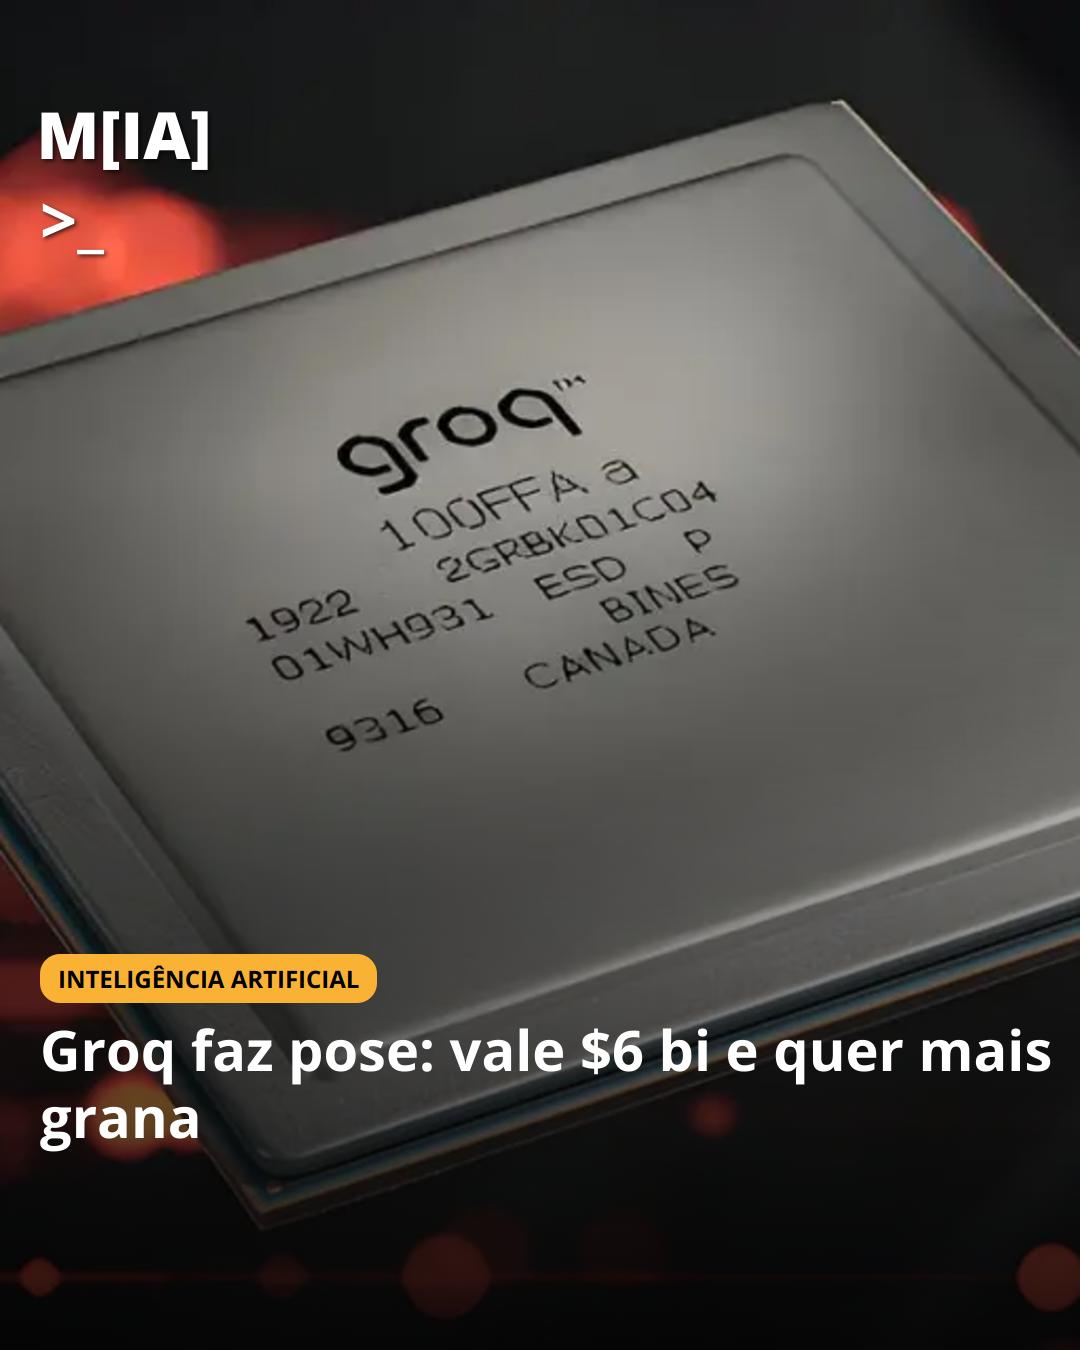 M[IA]
>_
groq™
100FFA a
1922 2GRBK01C04
01WH931 ESD P
BINES
9316 CANADA
INTELIGÊNCIA ARTIFICIAL
Groq faz pose: vale $6 bi e quer mais
grana